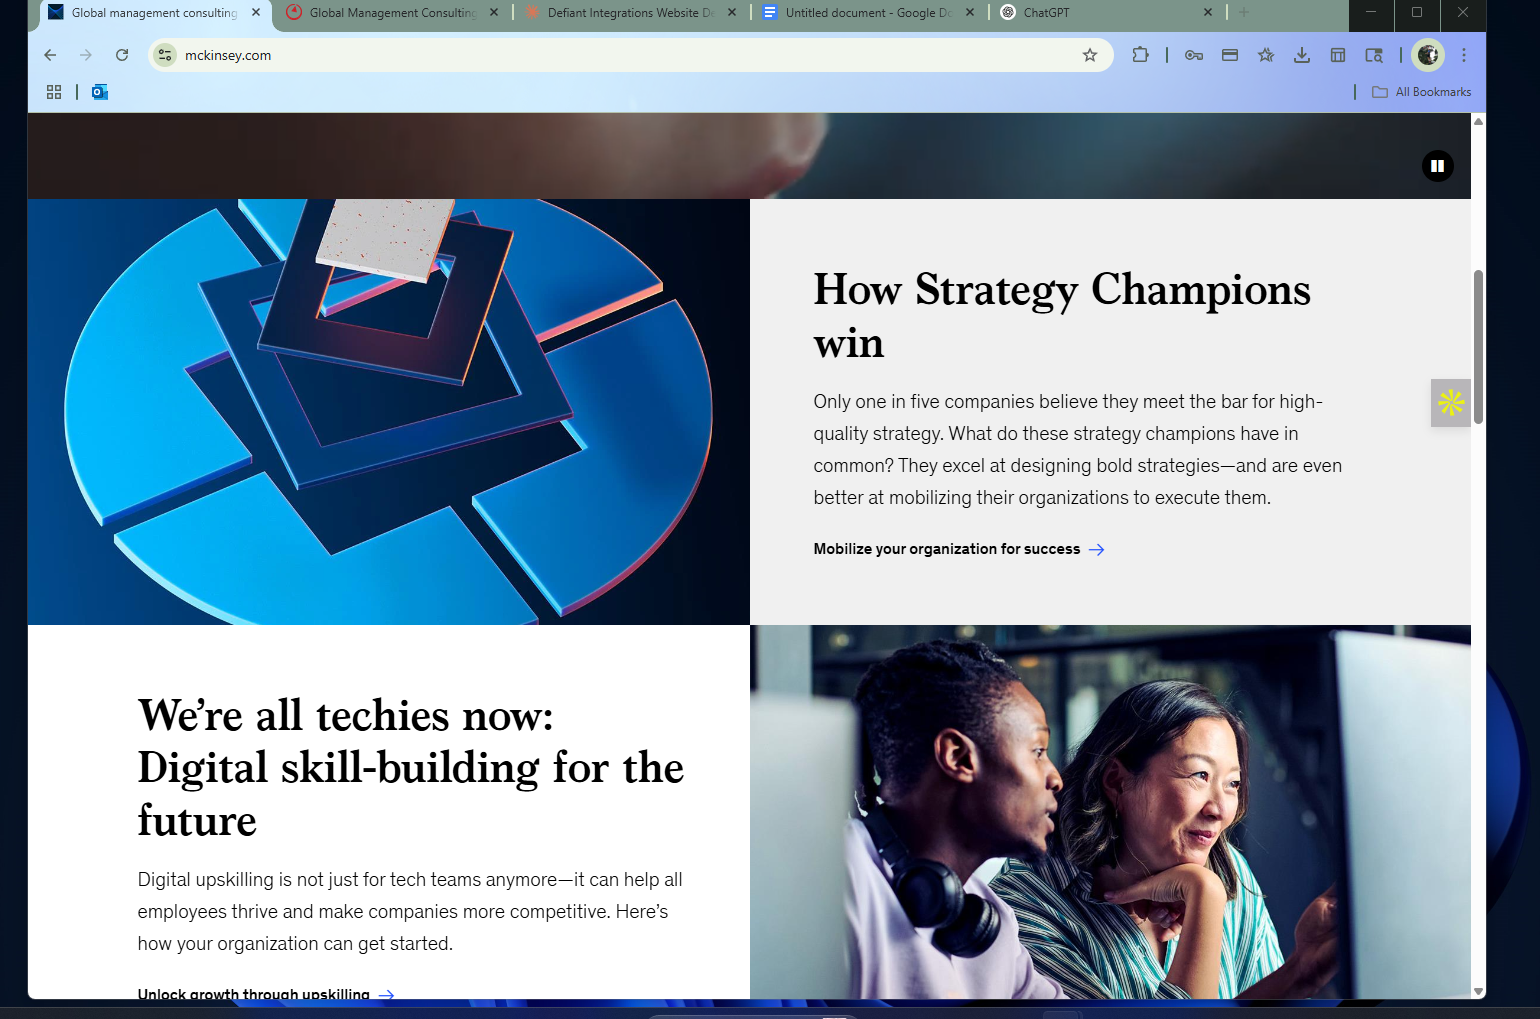 Global management consulting
Global Management Consulting
Defiant Integrations Website De
Untitled document - Google Do
ChatGPT
mckinsey.com
All Bookmarks
How Strategy Champions
win
Only one in five companies believe they meet the bar for high-
quality strategy. What do these strategy champions have in
common? They excel at designing bold strategies—and are even
better at mobilizing their organizations to execute them.
Mobilize your organization for success
We’re all techies now:
Digital skill-building for the
future
Digital upskilling is not just for tech teams anymore—it can help all
employees thrive and make companies more competitive. Here’s
how your organization can get started.
Unlock growth through upskilling